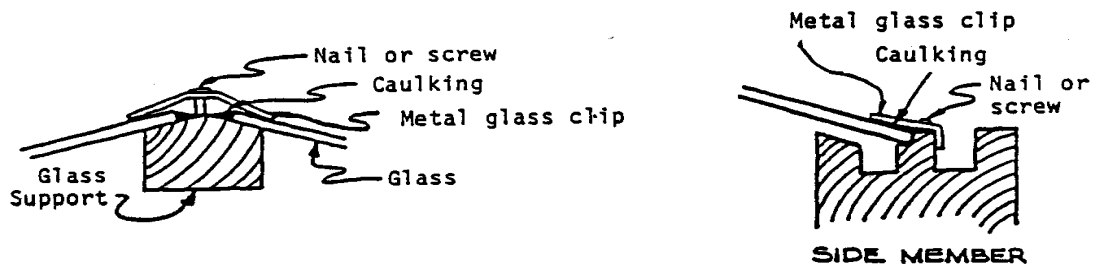 Nail or screw
Caulking
Metal glass clip
Glass
Glass
Support
Metal glass clip
Caulking
Nail or
screw
SIDE MEMBER